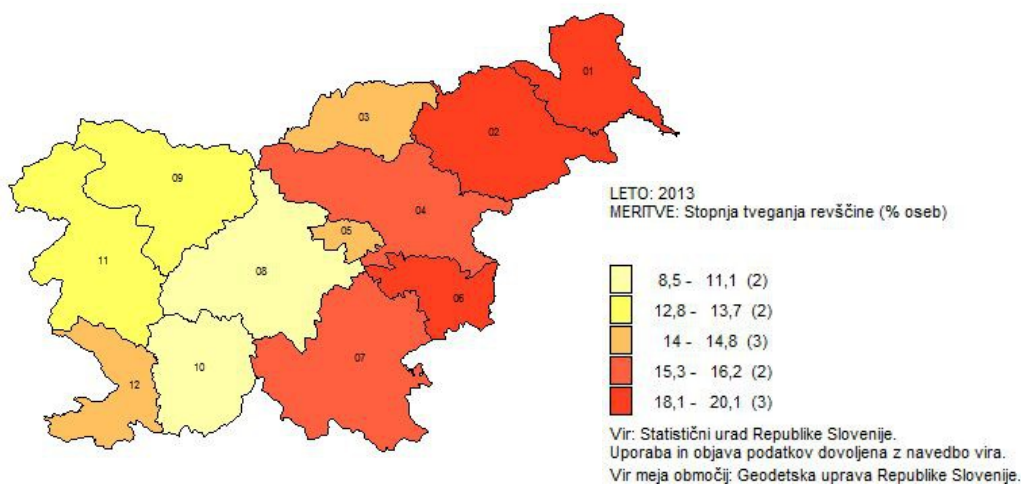 01
02
03
09
04
05
11
08
06
07
10
12
LETO: 2013
MERITVE: Stopnja tveganja revščine (% oseb)
8,5 - 11,1 (2)
12,8 - 13,7 (2)
14 - 14,8 (3)
15,3 - 16,2 (2)
18,1 - 20,1 (3)
Vir: Statistični urad Republike Slovenije.
Uporaba in objava podatkov dovoljena z navedbo vira.
Vir meja območij: Geodetska uprava Republike Slovenije.